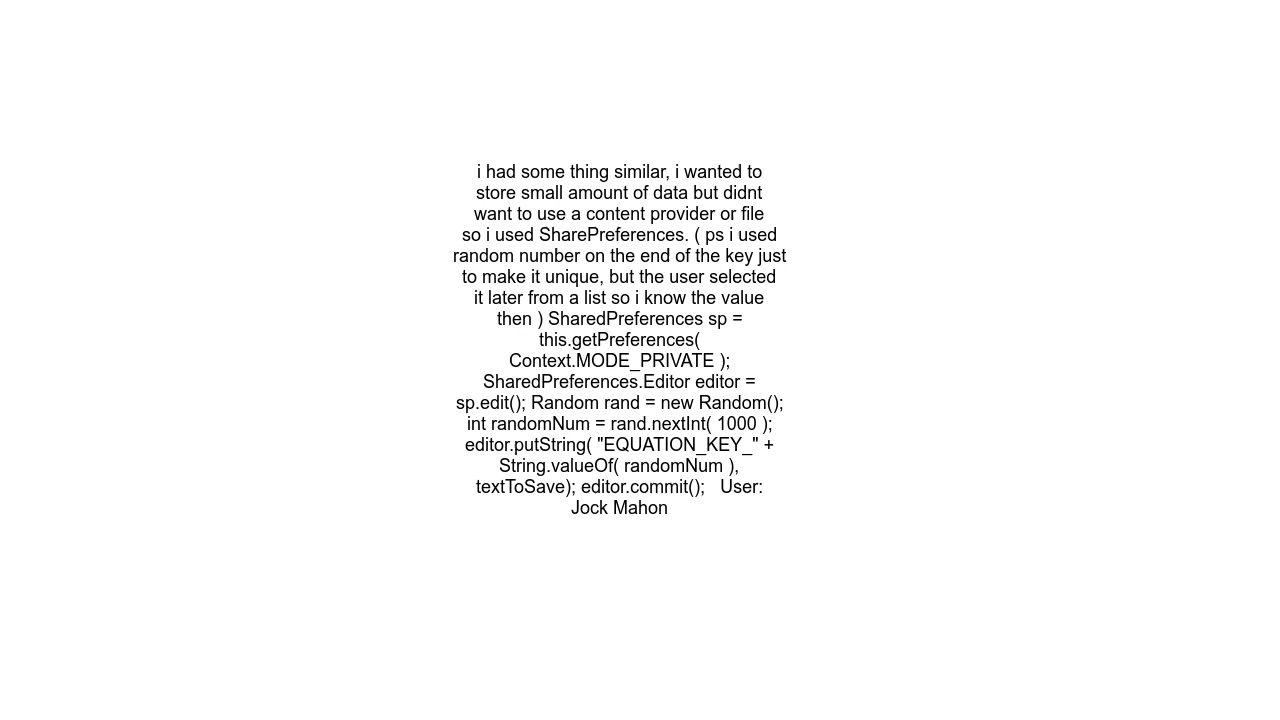 i had some thing similar, i wanted to
store small amount of data but didnt
want to use a content provider or file
so i used SharePreferences. ( ps i used
random number on the end of the key just
to make it unique, but the user selected
it later from a list so i know the value
then ) SharedPreferences sp =
this.getPreferences(
Context.MODE_PRIVATE );
SharedPreferences.Editor editor =
sp.edit(); Random rand = new Random();
int randomNum = rand.nextInt( 1000 );
editor.putString( "EQUATION_KEY_" +
String.valueOf( randomNum ),
textToSave); editor.commit();   User:
Jock Mahon